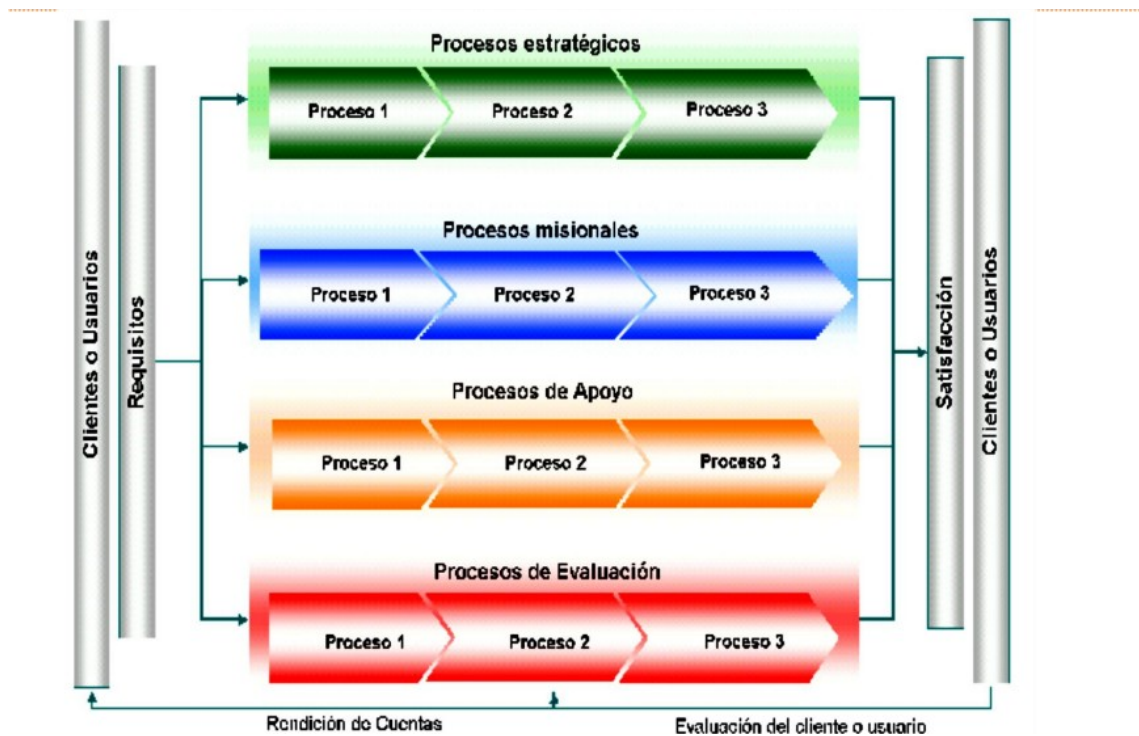 Clientes o Usuarios
Requisitos
Procesos estratégicos
Proceso 1
Proceso 2
Proceso 3
Procesos misionales
Proceso 1
Proceso 2
Proceso 3
Procesos de Apoyo
Proceso 1
Proceso 2
Proceso 3
Procesos de Evaluación
Proceso 1
Proceso 2
Proceso 3
Satisfacción
Clientes o Usuarios
Rendición de Cuentas
Evaluación del cliente o usuario